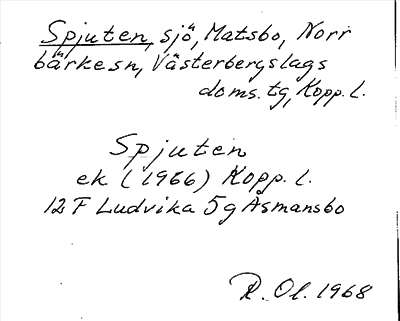 Spjuten, sjö, Matsbo, Norr
bärkesn, Västerbergslags
doms.tg, Kopp.l.
Spjuten
ek (1966) Kopp.l.
12 F Ludvika 5g Åsmansbo
R.Ol. 1968